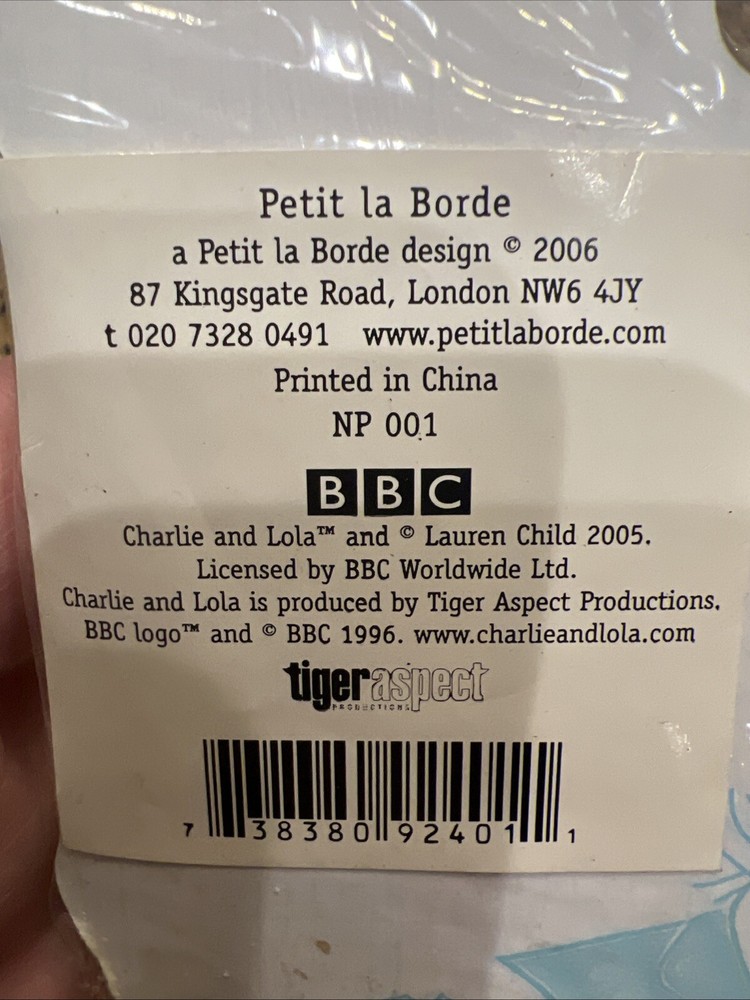 Petit la Borde
a Petit la Borde design © 2006
87 Kingsgate Road, London NW6 4JY
t 020 7328 0491 www.petitlaborde.com
Printed in China
NP 001
BBC
Charlie and Lola™ and © Lauren Child 2005.
Licensed by BBC Worldwide Ltd.
Charlie and Lola is produced by Tiger Aspect Productions.
BBC logo™ and © BBC 1996. www.charlieandlola.com
tigeraspect
PRODUCTIONS
7 38380 92401 1